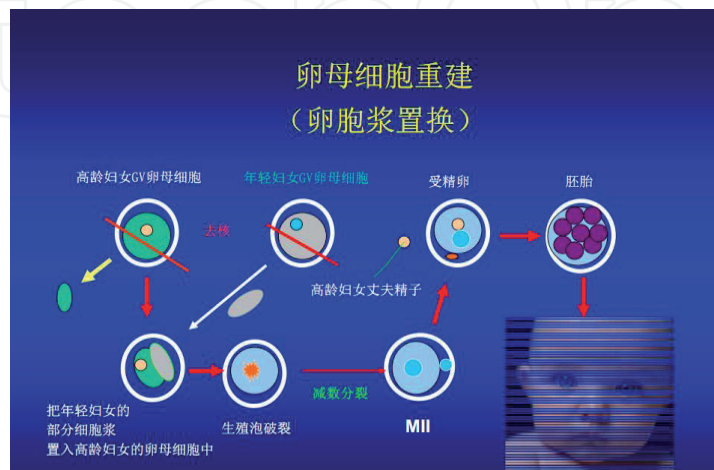 卵母细胞重建
（卵胞浆置换）
高龄妇女GV卵母细胞
年轻妇女GV卵母细胞
受精卵
胚胎
去核
高龄妇女丈夫精子
把年轻妇女的
部分细胞浆
置入高龄妇女的卵母细胞中
生殖泡破裂
减数分裂
MII